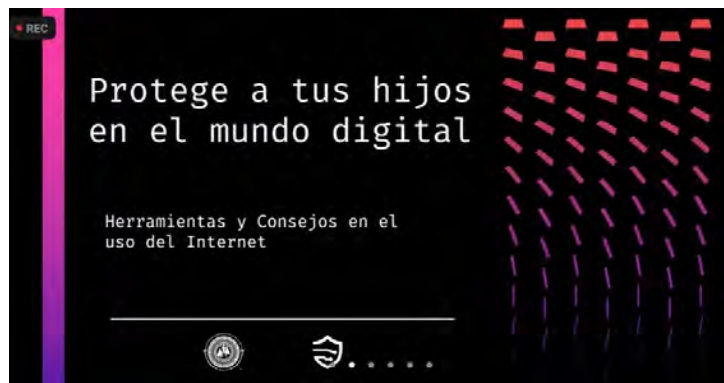 REC
Protege a tus hijos
en el mundo digital
Herramientas y Consejos en el
uso del Internet